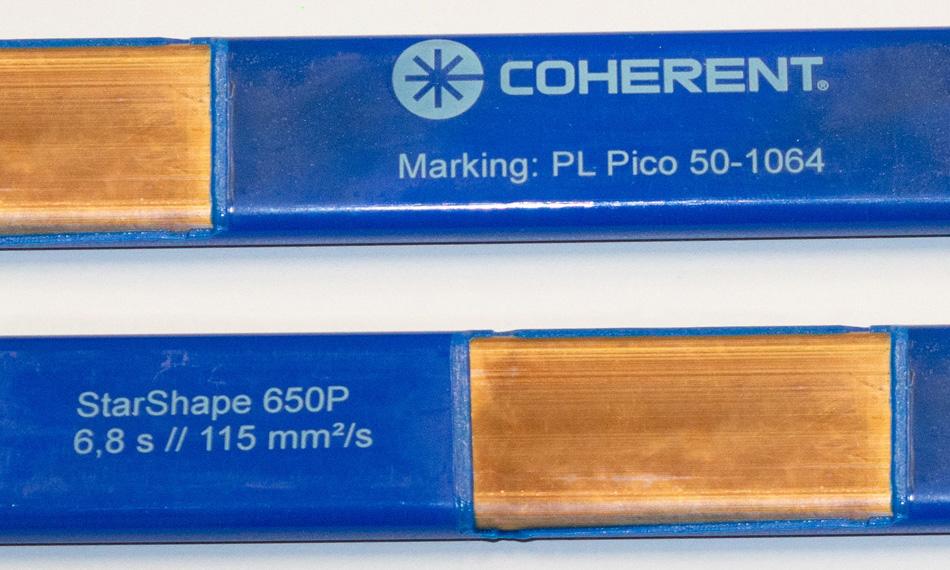 COHERENT®
Marking: PL Pico 50-1064
StarShape 650P
6,8 s // 115 mm²/s